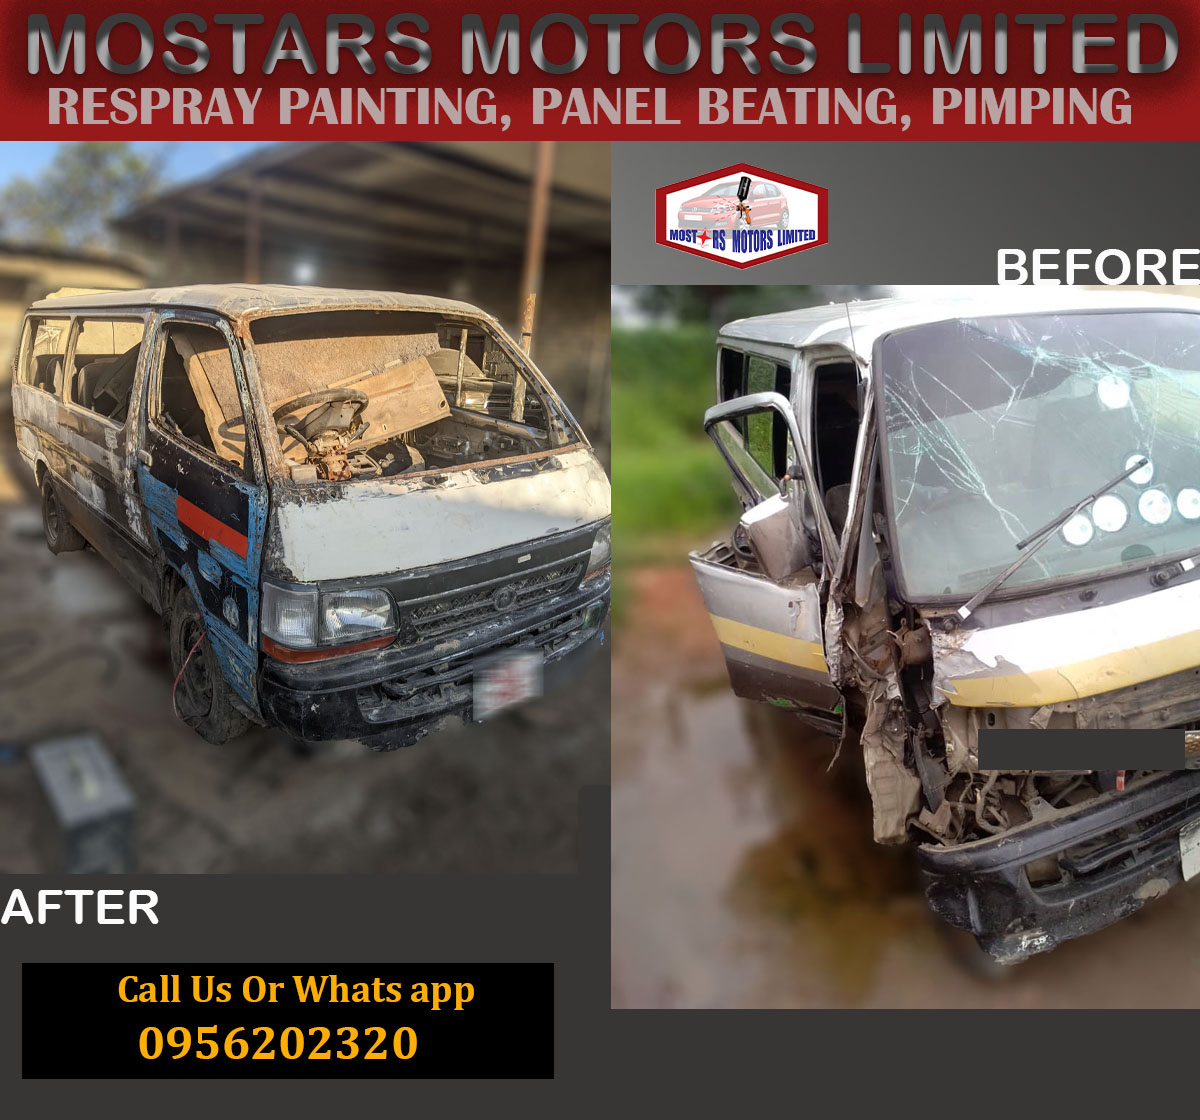 MOSTARS MOTORS LIMITED
RESPRAY PAINTING, PANEL BEATING, PIMPING
MOST RS MOTORS LIMITED
BEFORE
AFTER
Call Us Or Whats app
0956202320